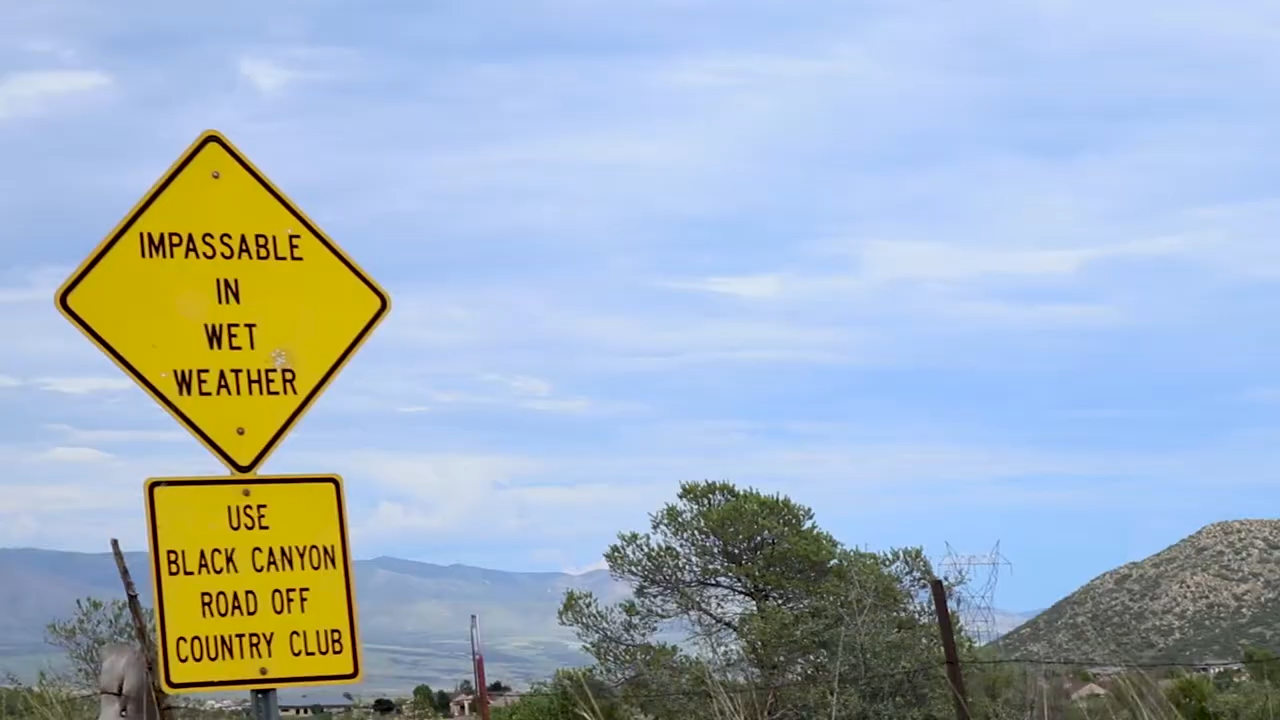 IMPASSABLE
IN
WET
WEATHER
USE
BLACK CANYON
ROAD OFF
COUNTRY CLUB